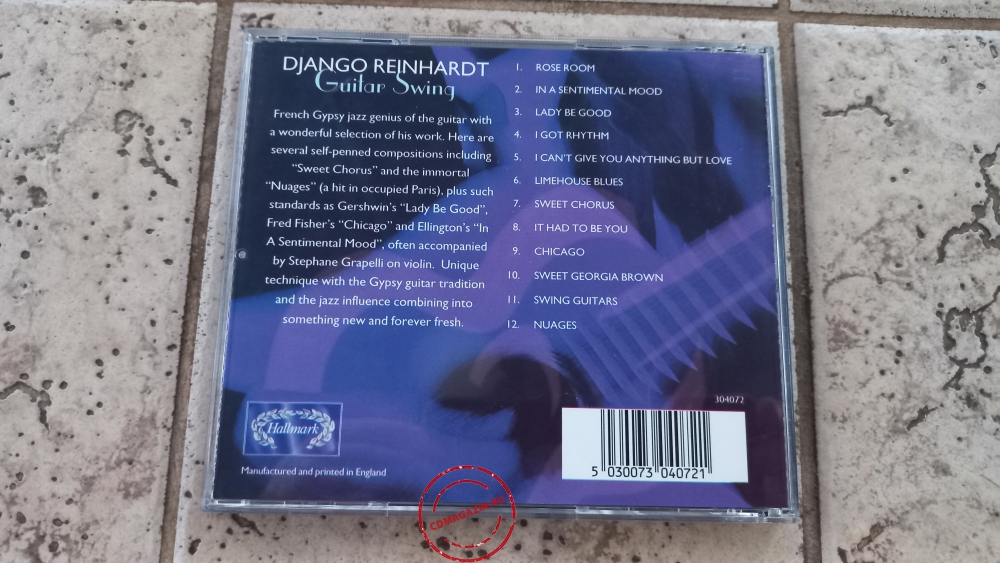 DJANGO REINHARDT
Guitar Swing
French Gypsy jazz genius of the guitar with
a wonderful selection of his work. Here are
several self-penned compositions including
"Sweet Chorus" and the immortal
"Nuages" (a hit in occupied Paris), plus such
standards as Gershwin's "Lady Be Good",
Fred Fisher's "Chicago" and Ellington's "In
A Sentimental Mood", often accompanied
by Stephane Grapelli on violin. Unique
technique with the Gypsy guitar tradition
and the jazz influence combining into
something new and forever fresh.
1. ROSE ROOM
2. IN A SENTIMENTAL MOOD
3. LADY BE GOOD
4. I GOT RHYTHM
5. I CAN'T GIVE YOU ANYTHING BUT LOVE
6. LIMEHOUSE BLUES
7. SWEET CHORUS
8. IT HAD TO BE YOU
9. CHICAGO
10. SWEET GEORGIA BROWN
11. SWING GUITARS
12. NUAGES
Hallmark
Manufactured and printed in England
304072
5 030073 040721
CDMAGAZIN.RU